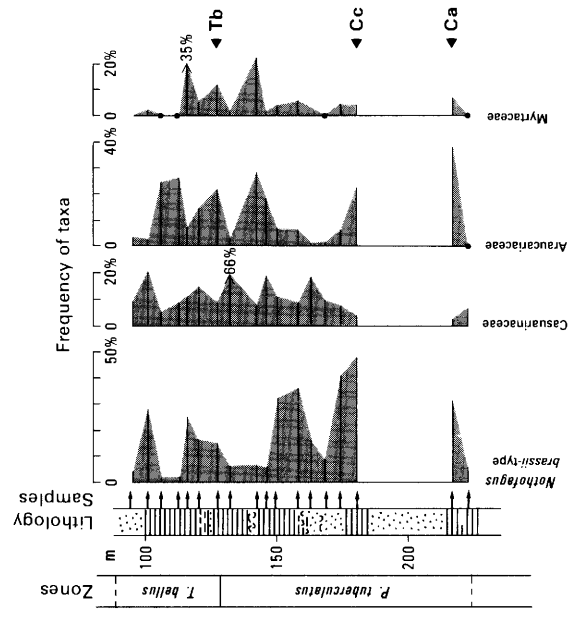 Tb
Cc
Ca
35%
20%
0
Myrtaceae
40%
0
Araucariaceae
66%
20%
0
Casuarinaceae
50%
0
Nothofagus
brassii-type
Frequency of taxa
Samples
Lithology
m
100
150
200
Zones
T. bellus
P. tuberculatus